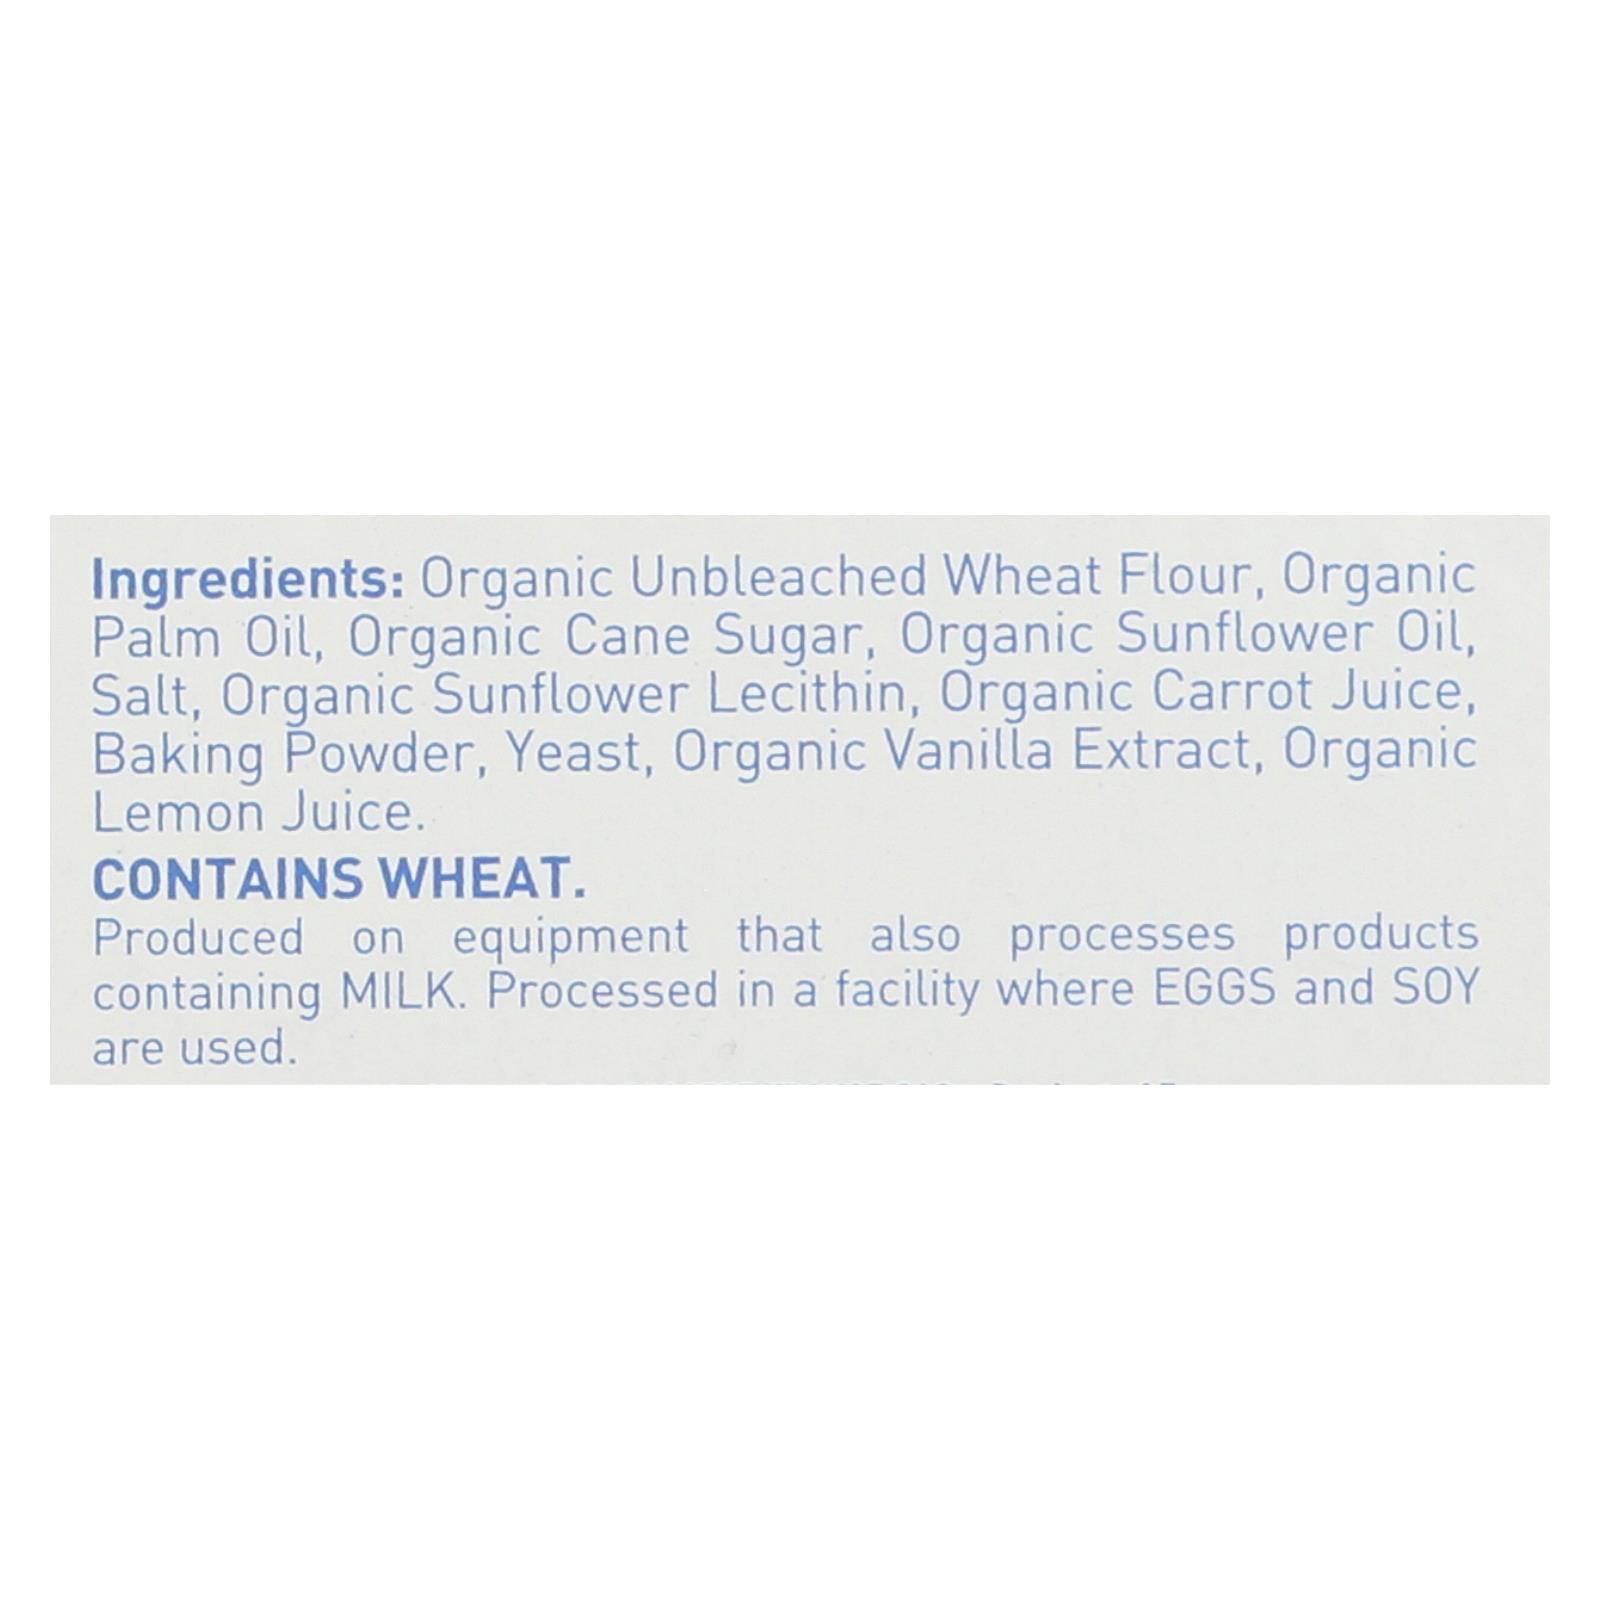 Ingredients: Organic Unbleached Wheat Flour, Organic
Palm Oil, Organic Cane Sugar, Organic Sunflower Oil,
Salt, Organic Sunflower Lecithin, Organic Carrot Juice,
Baking Powder, Yeast, Organic Vanilla Extract, Organic
Lemon Juice.
CONTAINS WHEAT.
Produced on equipment that also processes products
containing MILK. Processed in a facility where EGGS and SOY
are used.